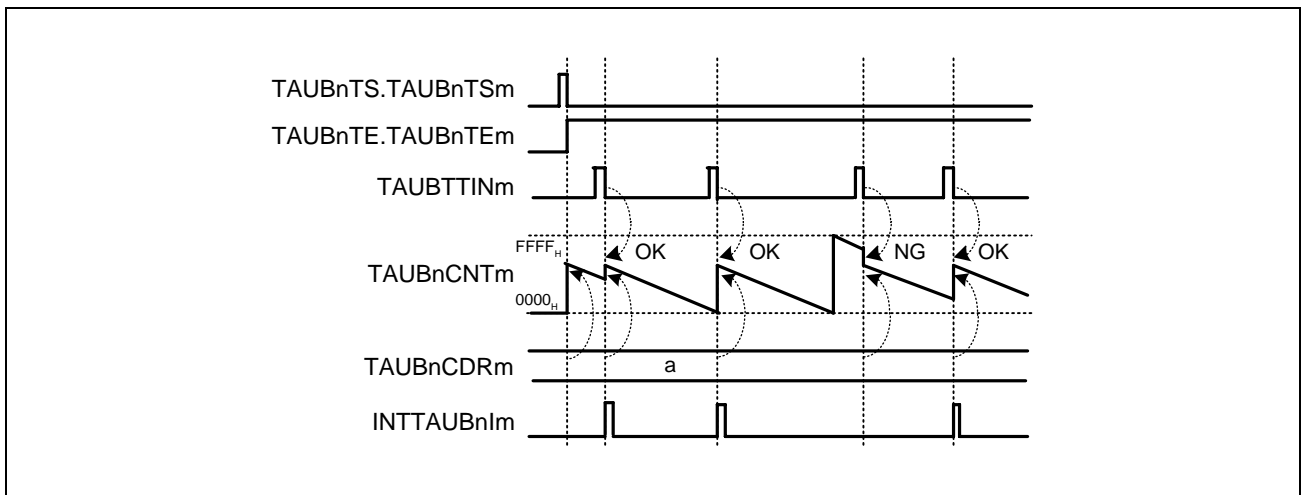 TAUBnTS.TAUBnTSm
TAUBnTE.TAUBnTEm
TAUBTTINm
FFFFH
OK OK NG OK
TAUBnCNTm
0000H
TAUBnCDRm
a
INTTAUBnIm